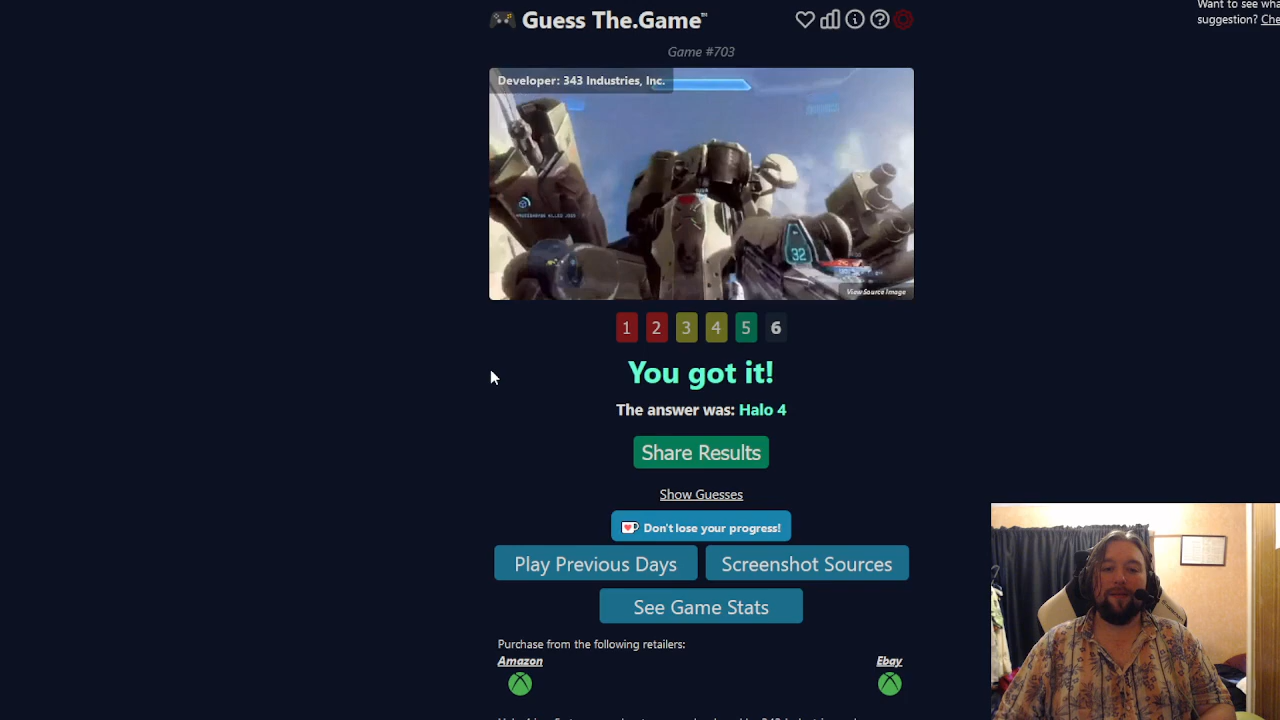 Want to see wha
suggestion? Che
Guess The.Game™
Game #703
Developer: 343 Industries, Inc.
32
View Source Image
1 2 3 4 5 6
You got it!
The answer was: Halo 4
Share Results
Show Guesses
Don't lose your progress!
Play Previous Days
Screenshot Sources
See Game Stats
Purchase from the following retailers:
Amazon
Ebay